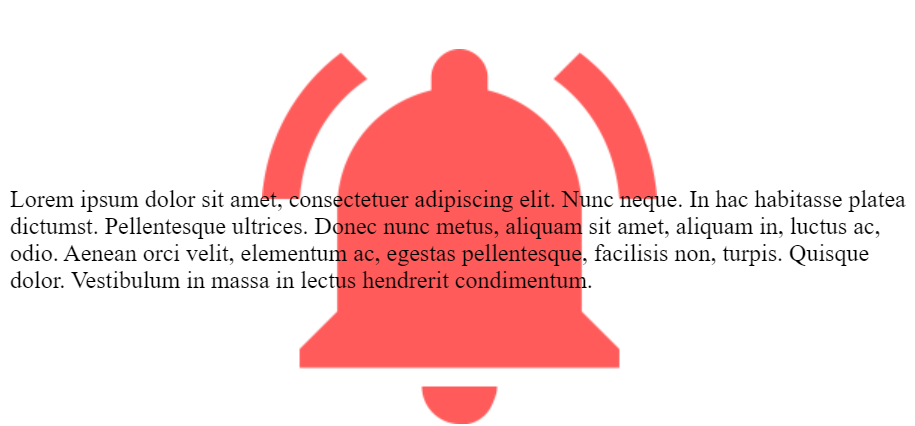 Lorem ipsum dolor sit amet, consectetuer adipiscing elit. Nunc neque. In hac habitasse platea
dictumst. Pellentesque ultrices. Donec nunc metus, aliquam sit amet, aliquam in, luctus ac,
odio. Aenean orci velit, elementum ac, egestas pellentesque, facilisis non, turpis. Quisque
dolor. Vestibulum in massa in lectus hendrerit condimentum.